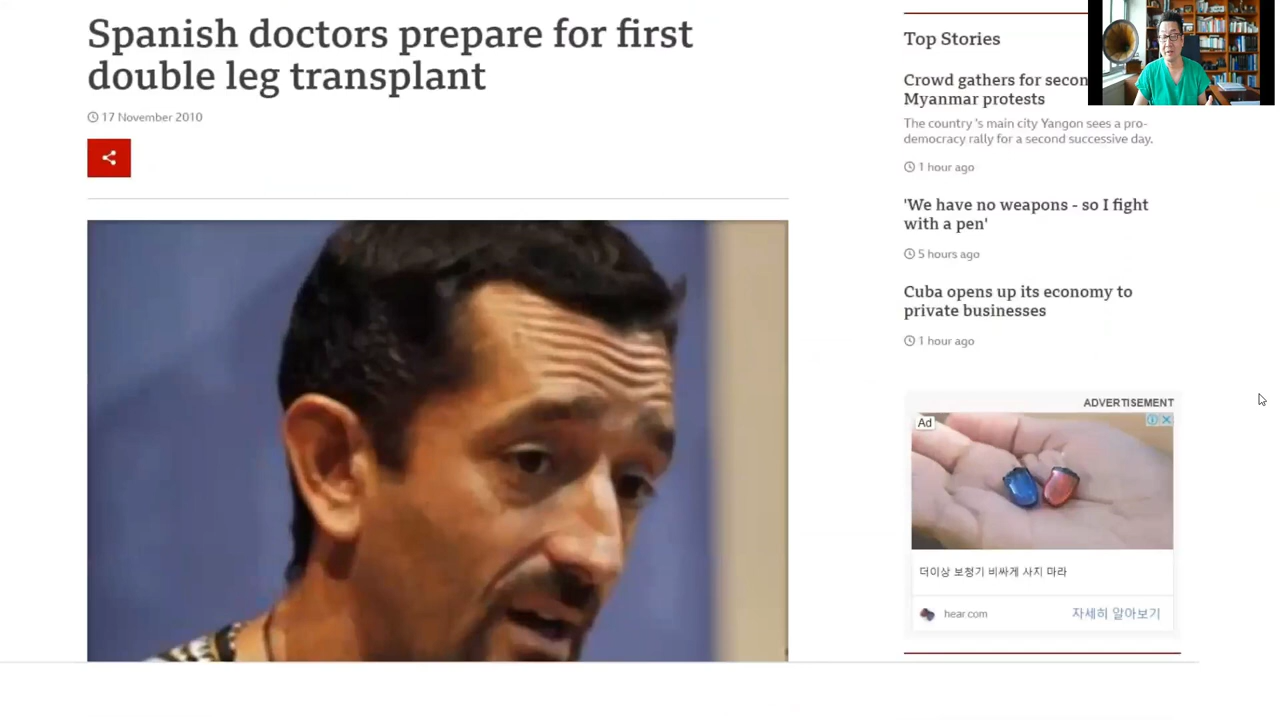 Spanish doctors prepare for first
double leg transplant
17 November 2010
Top Stories
Crowd gathers for
Myanmar protests
The country's main city Yangon sees a pro-
democracy rally for a second successive day.
1 hour ago
'We have no weapons - so I fight
with a pen'
5 hours ago
Cuba opens up its economy to
private businesses
1 hour ago
ADVERTISEMENT
Ad
더이상 보청기 비싸게 사지 마라
hear.com
자세히 알아보기